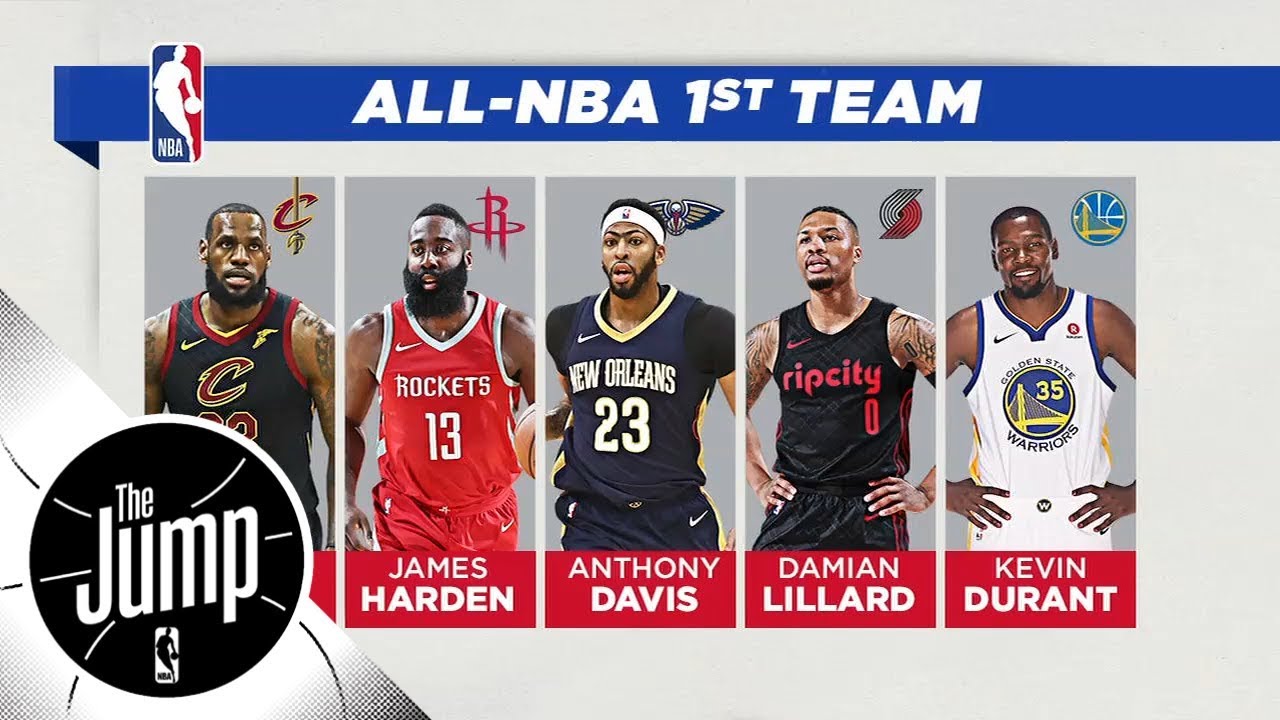 NBA
ALL-NBA 1ST TEAM
ROCKETS
13
NEW ORLEANS
23
ripcity
0
0
GOLDEN STATE
35
WARRIORS
The
Jump
NBA
JAMES
HARDEN
ANTHONY
DAVIS
DAMIAN
LILLARD
KEVIN
DURANT